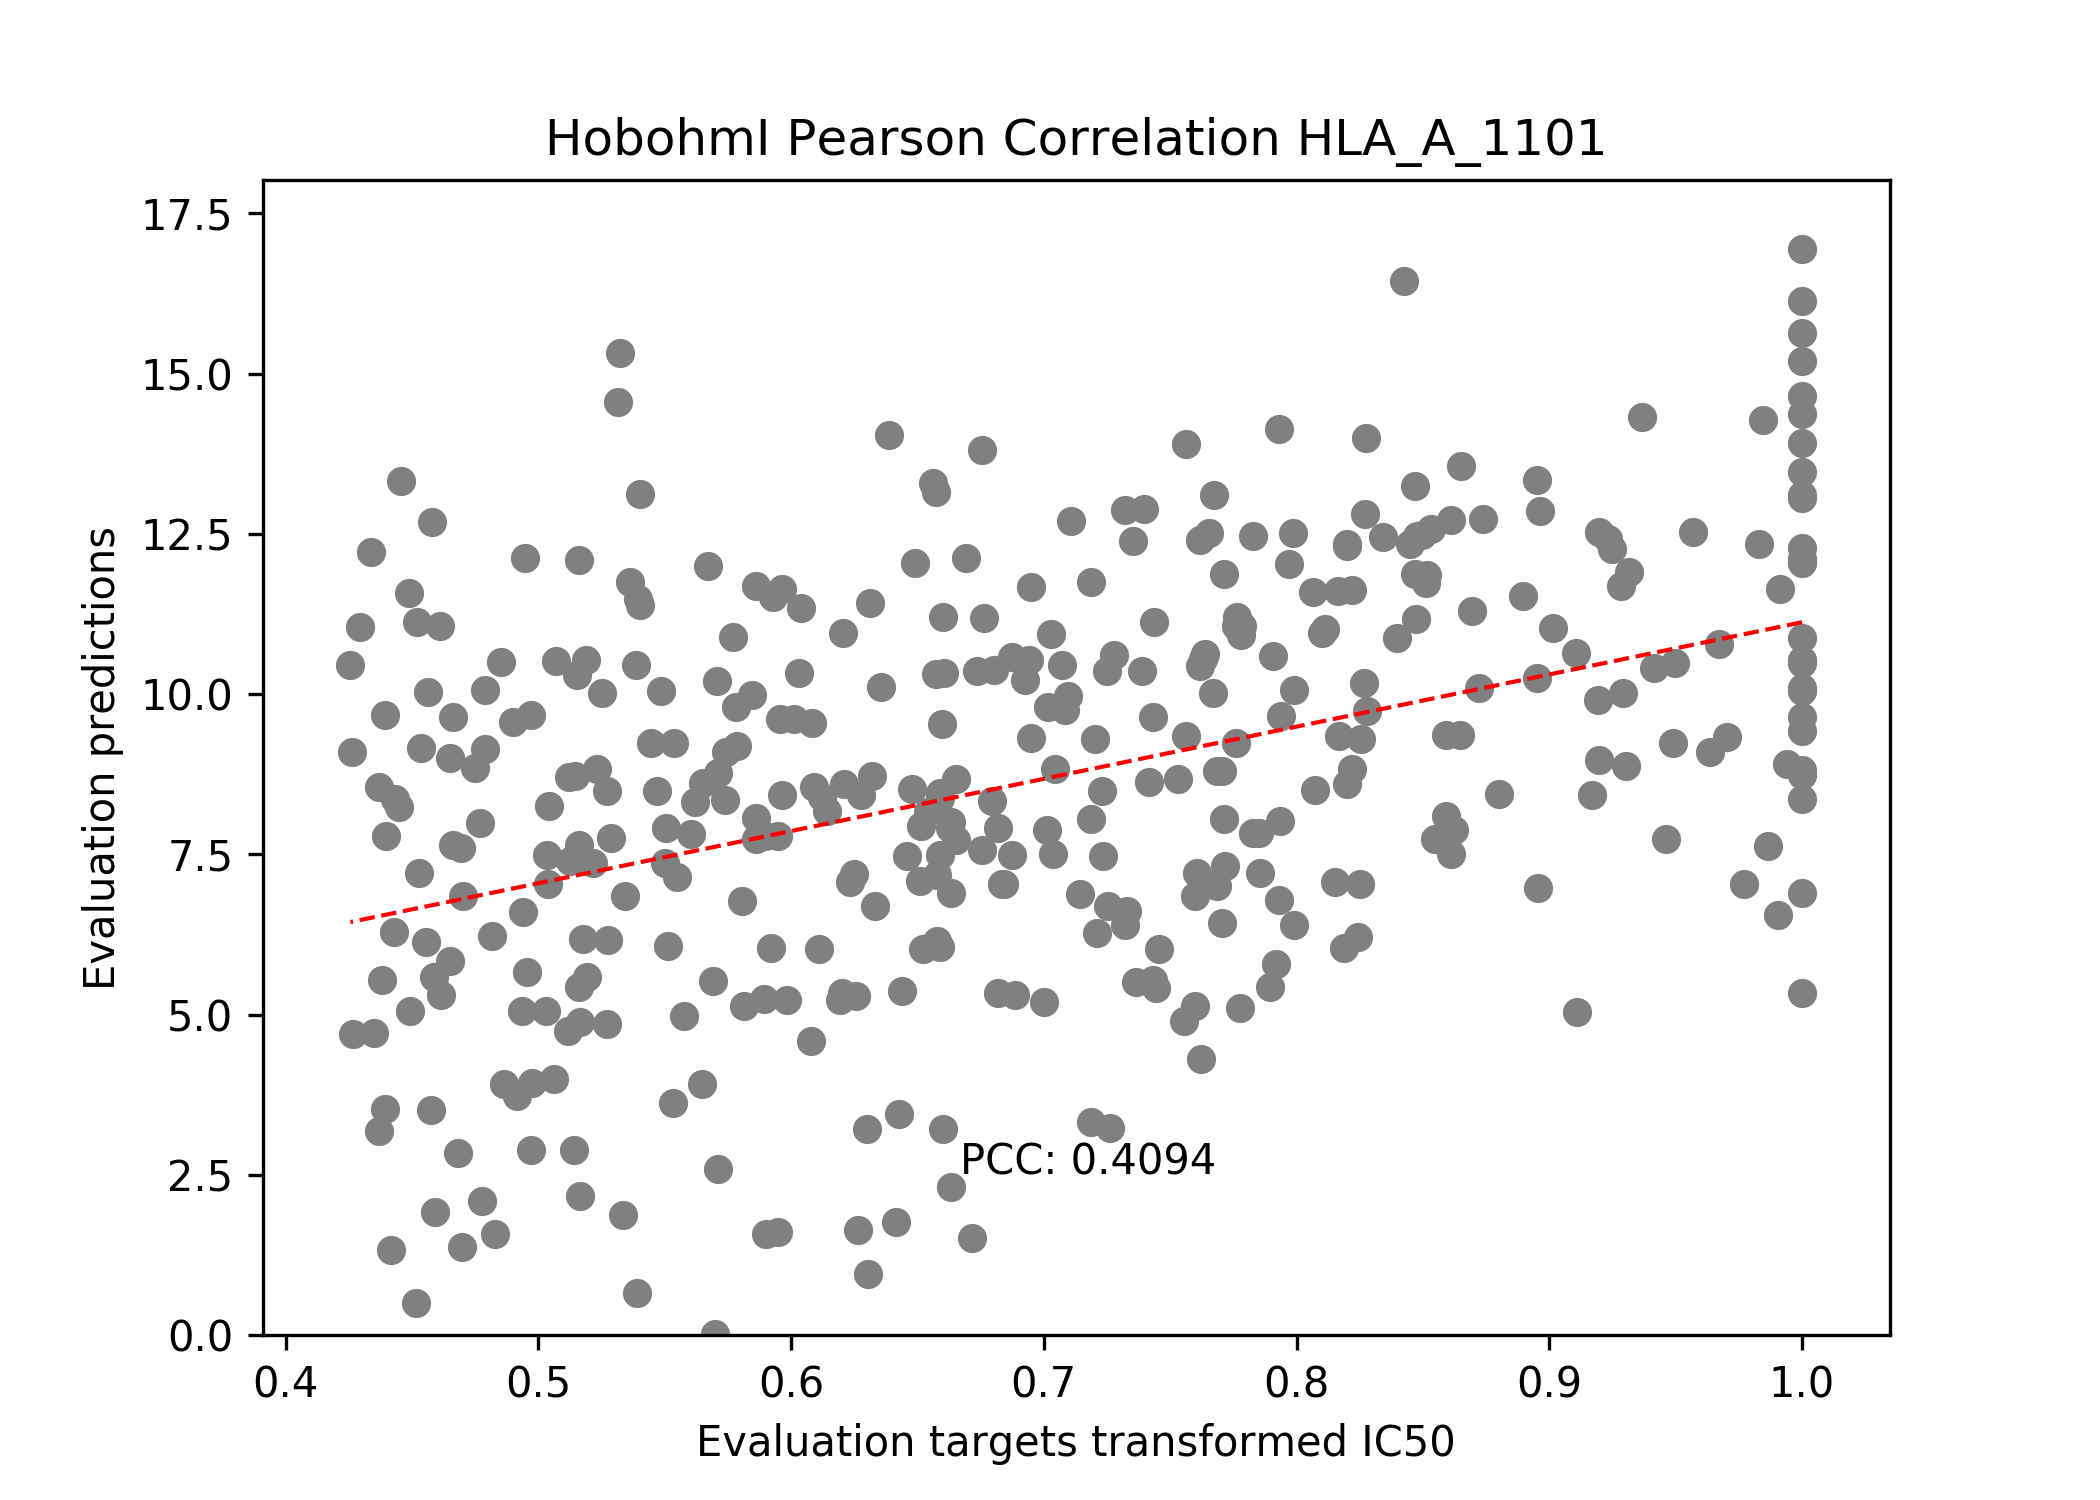 HobohmI Pearson Correlation HLA_A_1101
17.5
15.0
12.5
10.0
7.5
5.0
2.5
0.0
Evaluation predictions
PCC: 0.4094
0.4 0.5 0.6 0.7 0.8 0.9 1.0
Evaluation targets transformed IC50